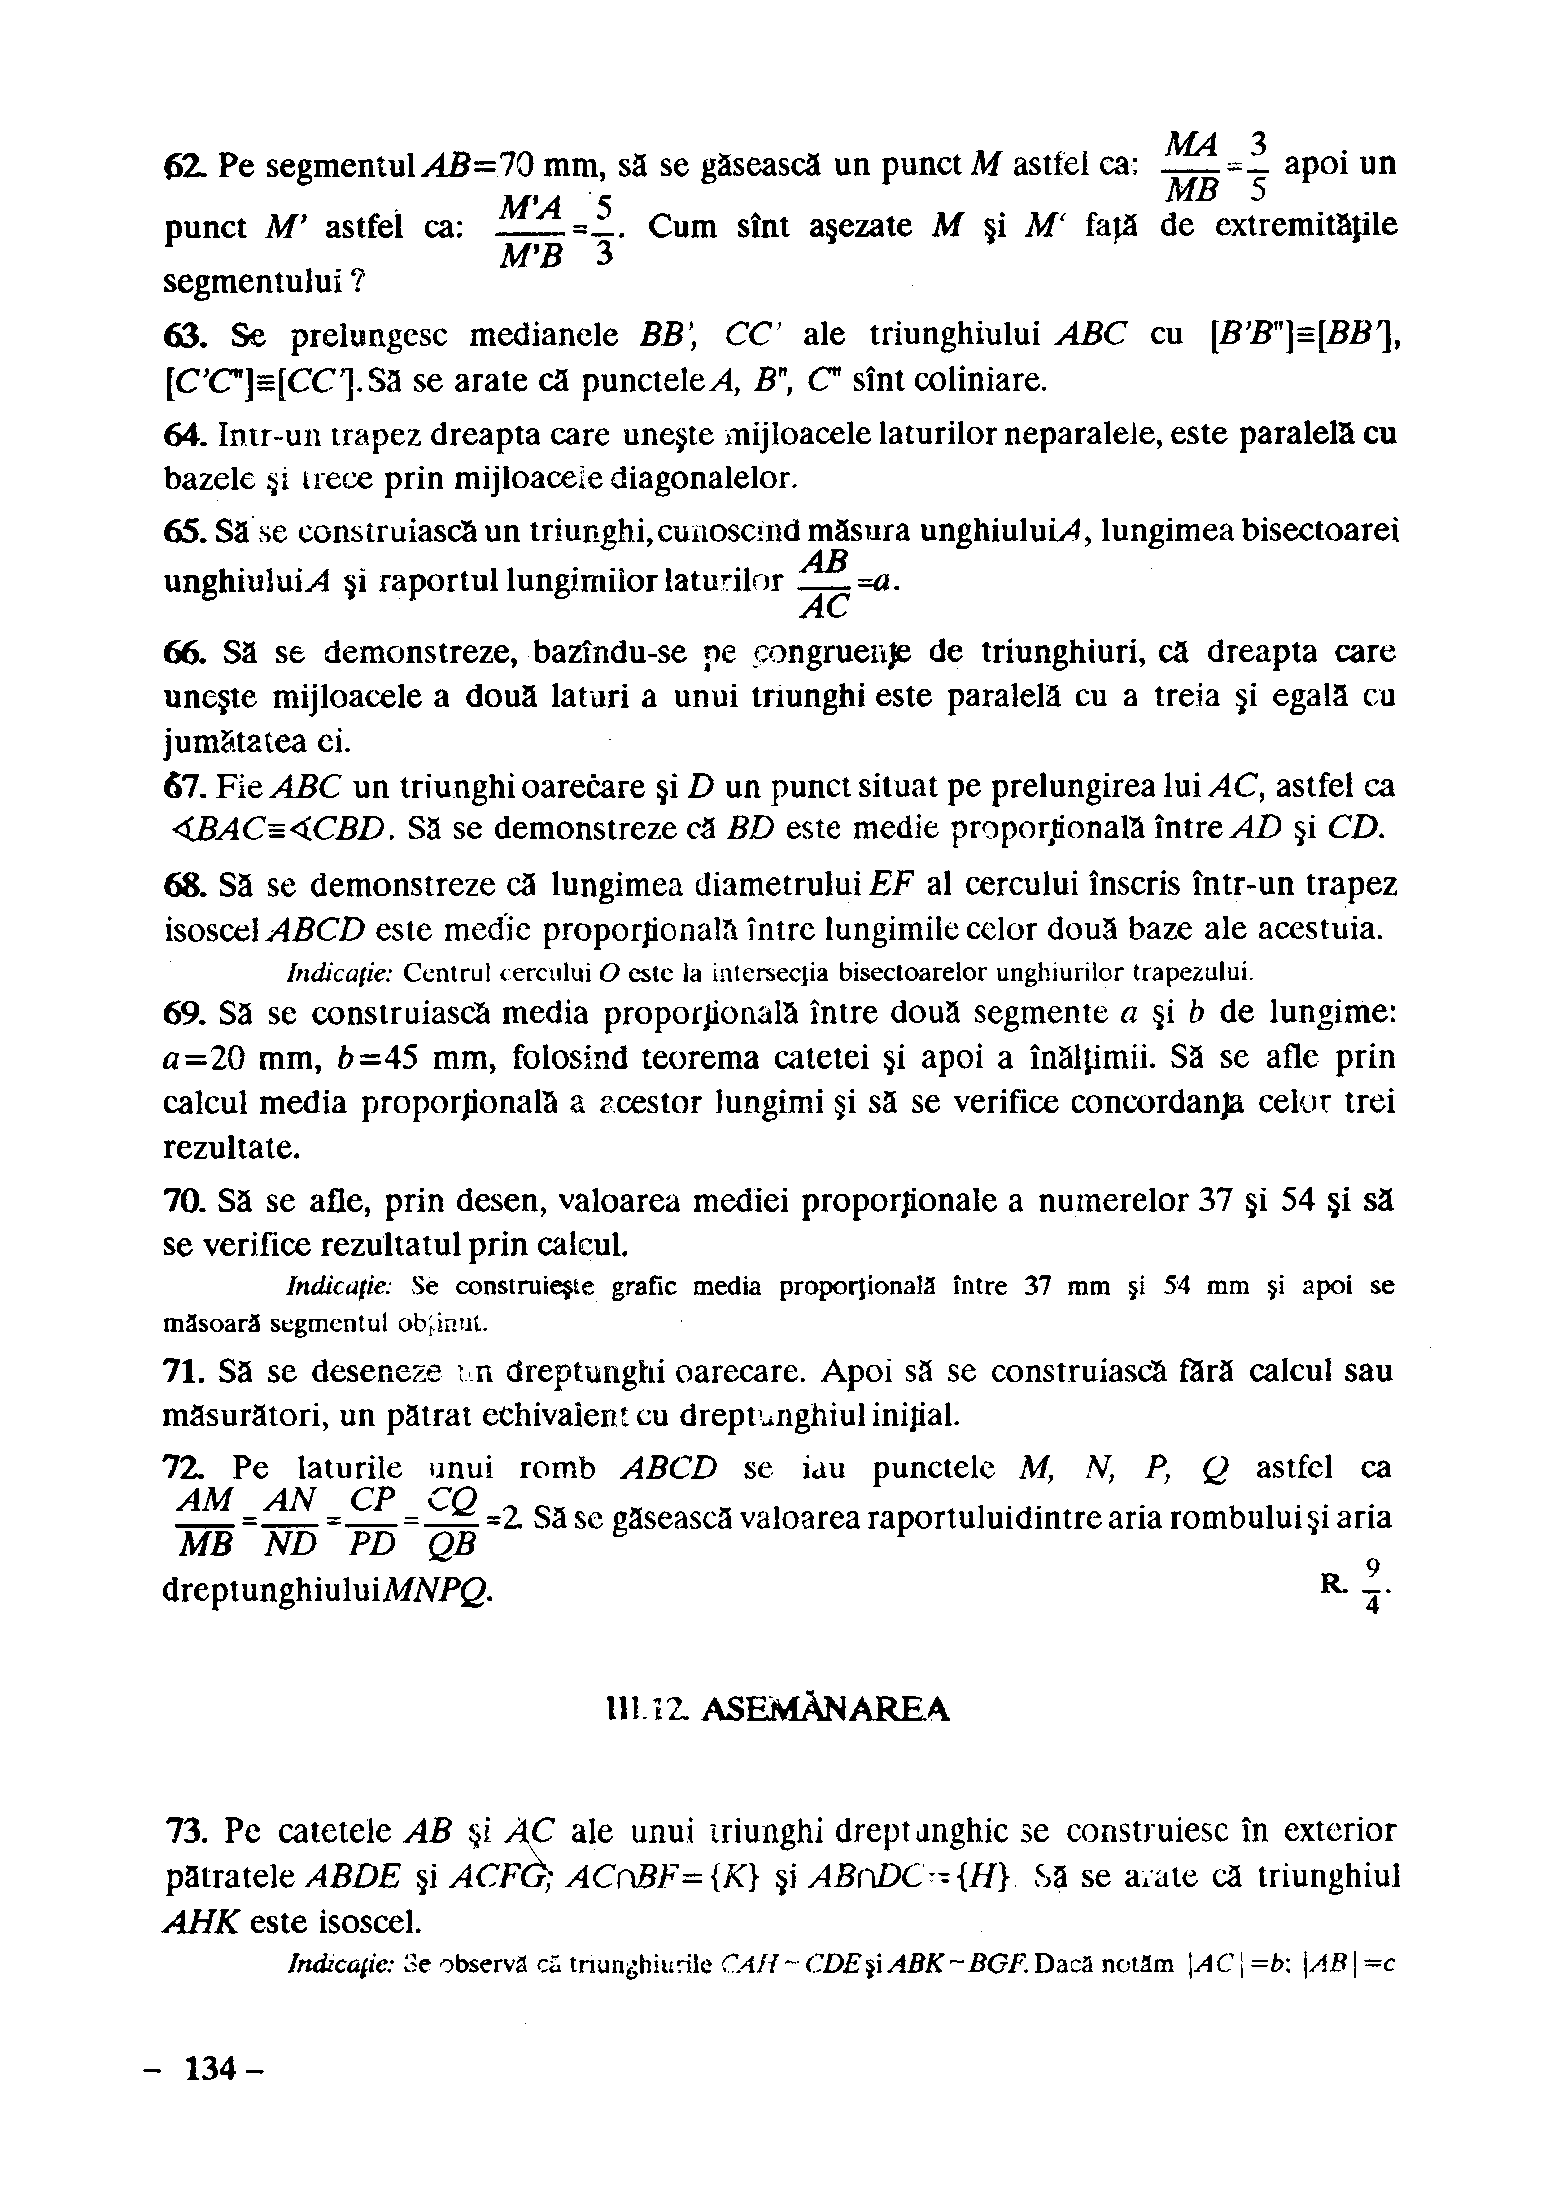 62. Pe segmentul AB=70 mm, să se găsească un punct M astfel ca: MA/MB = 3/5 apoi un
punct M' astfel ca: M'A/M'B = 5/3. Cum sînt aşezate M şi M' faţă de extremităţile
segmentului ?
63. Se prelungesc medianele BB', CC' ale triunghiului ABC cu [B'B"]≡[BB'],
[C'C"]≡[CC']. Să se arate că punctele A, B", C" sînt coliniare.
64. Intr-un trapez dreapta care uneşte mijloacele laturilor neparalele, este paralelă cu
bazele şi trece prin mijloacele diagonalelor.
65. Să se construiască un triunghi, cunoscind măsura unghiului A, lungimea bisectoarei
unghiului A şi raportul lungimilor laturilor AB/AC =a.
66. Să se demonstreze, bazîndu-se pe congruenţe de triunghiuri, că dreapta care
uneşte mijloacele a două laturi a unui triunghi este paralelă cu a treia şi egală cu
jumătatea ei.
67. Fie ABC un triunghi oarecare şi D un punct situat pe prelungirea lui AC, astfel ca
∢BAC≡∢CBD. Să se demonstreze că BD este medie proporţională între AD şi CD.
68. Să se demonstreze că lungimea diametrului EF al cercului înscris într-un trapez
isoscel ABCD este medie proporţională între lungimile celor două baze ale acestuia.
Indicaţie: Centrul cercului O este la intersecţia bisectoarelor unghiurilor trapezului.
69. Să se construiască media proporţională între două segmente a şi b de lungime:
a=20 mm, b=45 mm, folosind teorema catetei şi apoi a înălţimii. Să se afle prin
calcul media proporţională a acestor lungimi şi să se verifice concordanţa celor trei
rezultate.
70. Să se afle, prin desen, valoarea mediei proporţionale a numerelor 37 şi 54 şi să
se verifice rezultatul prin calcul.
Indicaţie: Se construieşte grafic media proporţională între 37 mm şi 54 mm şi apoi se
măsoară segmentul obţinut.
71. Să se deseneze un dreptunghi oarecare. Apoi să se construiască fără calcul sau
măsurători, un pătrat echivalent cu dreptunghiul iniţial.
72. Pe laturile unui romb ABCD se iau punctele M, N, P, Q astfel ca
AM/MB = AN/ND = CP/PD = CQ/QB =2. Să se găsească valoarea raportului dintre aria rombului şi aria
dreptunghiului MNPQ. R. 9/4.
III.12. ASEMĂNAREA
73. Pe catetele AB şi AC ale unui triunghi dreptunghic se construiesc în exterior
pătratele ABDE şi ACFG; AC∩BF={K} şi AB∩DC={H}. Să se arate că triunghiul
AHK este isoscel.
Indicaţie: Se observă că triunghiurile CAH ~ CDE şi ABK ~ BGF. Dacă notăm |AC|=b; |AB|=c
- 134 -